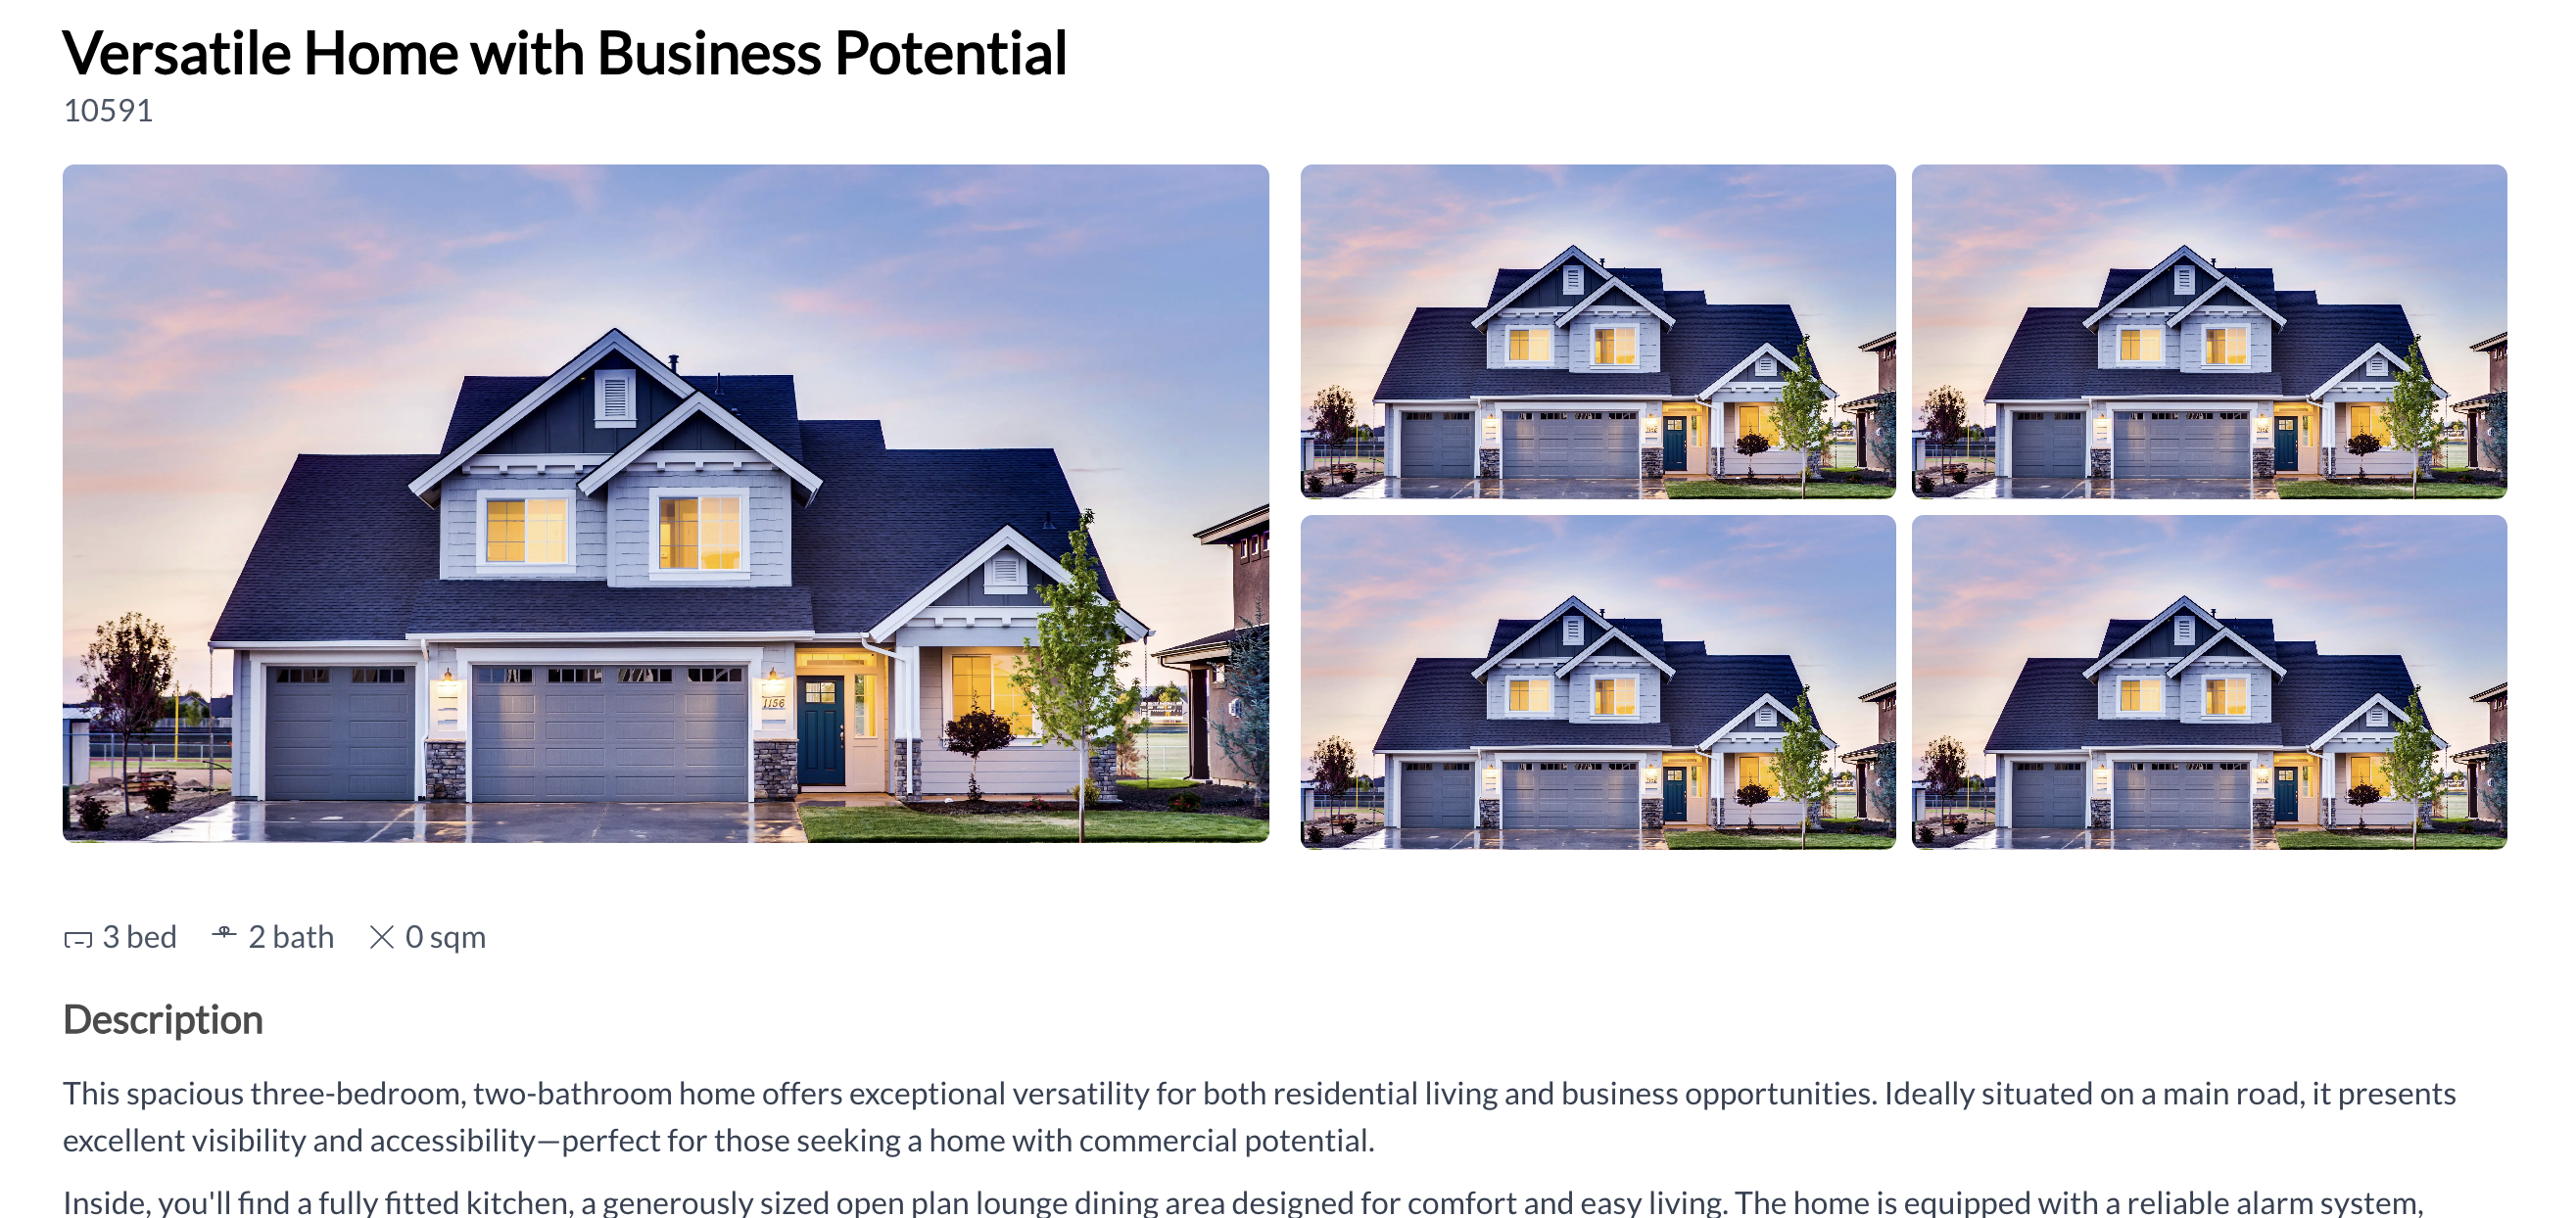 Versatile Home with Business Potential
10591
1156
3 bed 2 bath 0 sqm
Description
This spacious three-bedroom, two-bathroom home offers exceptional versatility for both residential living and business opportunities. Ideally situated on a main road, it presents
excellent visibility and accessibility—perfect for those seeking a home with commercial potential.
Inside, you'll find a fully fitted kitchen, a generously sized open plan lounge dining area designed for comfort and easy living. The home is equipped with a reliable alarm system,